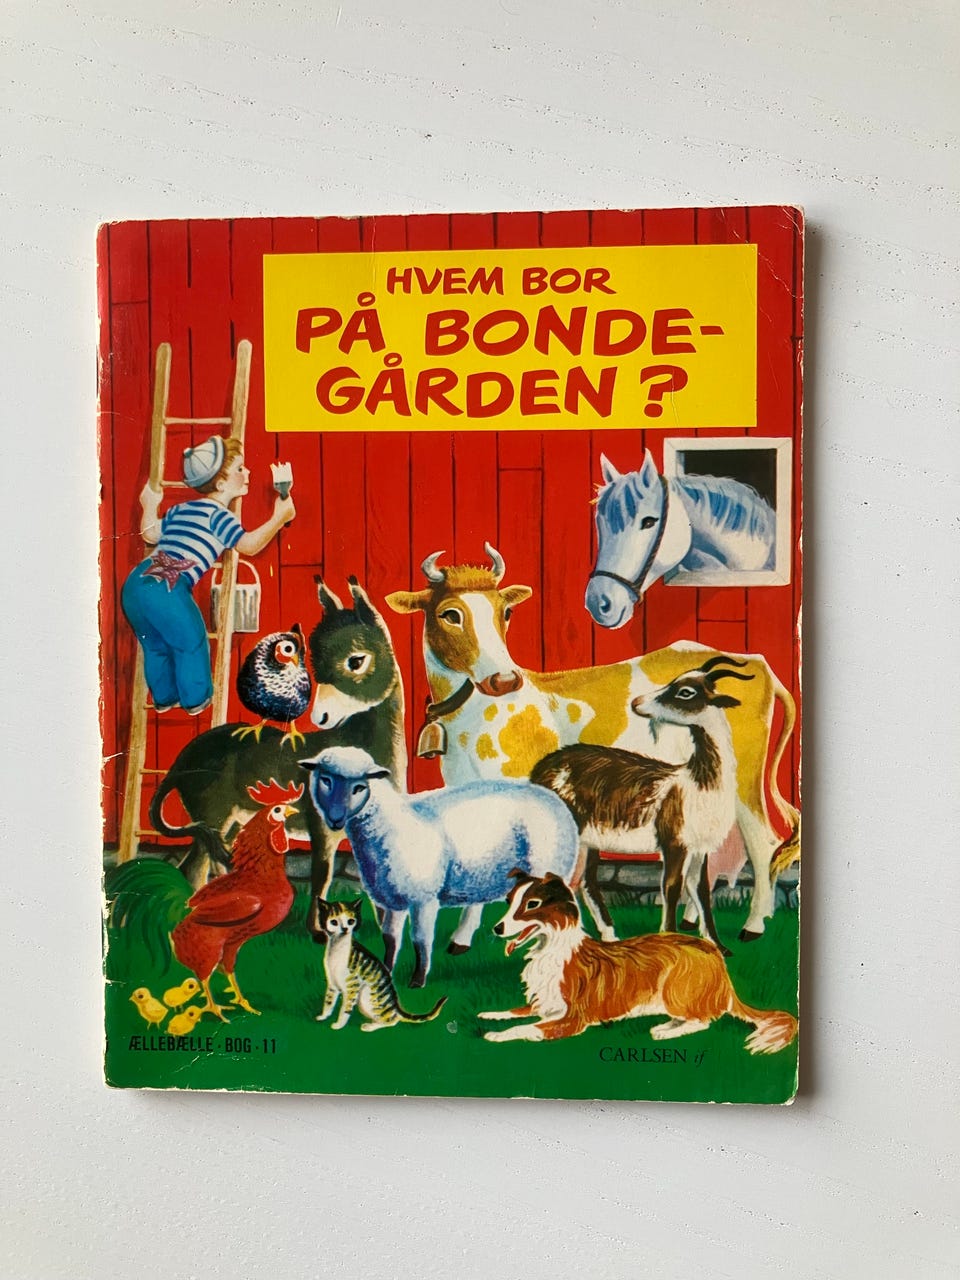 HVEM BOR
PÅ BONDE-
GÅRDEN?
ÆLLEBÆLLE · BOG · 11
CARLSEN if